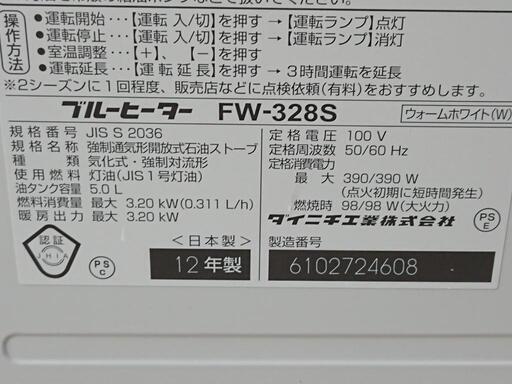 操作方法
●運転開始…【運転 入/切】を押す →【運転ランプ】点灯
●運転停止…【運転 入/切】を押す →【運転ランプ】消灯
●室温調整…【+】、【−】を押す
●運転延長…【運転延長】を押す → 3時間運転を延長
※2シーズンに1回程度、販売店などに点検依頼(有料)をおすすめします。
ブルーヒーター FW-328S ウォームホワイト(W)
規格番号 JIS S 2036
規格名 強制通気形開放式石油ストーブ
種類 気化式・強制対流形
使用燃料 灯油(JIS1号灯油)
油タンク容量 5.0 L
燃料消費量 最大 3.20 kW (0.311 L/h)
暖房出力 最大 3.20 kW
定格電圧 100 V
定格周波数 50/60 Hz
定格消費電力
最大 390/390 W
(点火初期に短時間発生)
燃焼時 98/98 W(大火力)
ダイニチ工業株式会社
PS
E
認証
JHIA
PS
C
<日本製>
12年製
製造番号
6102724608